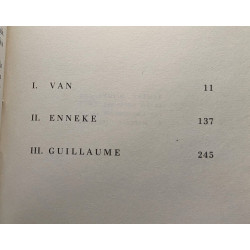 I. VAN 11
II. ENNEKE 137
III. GUILLAUME 245